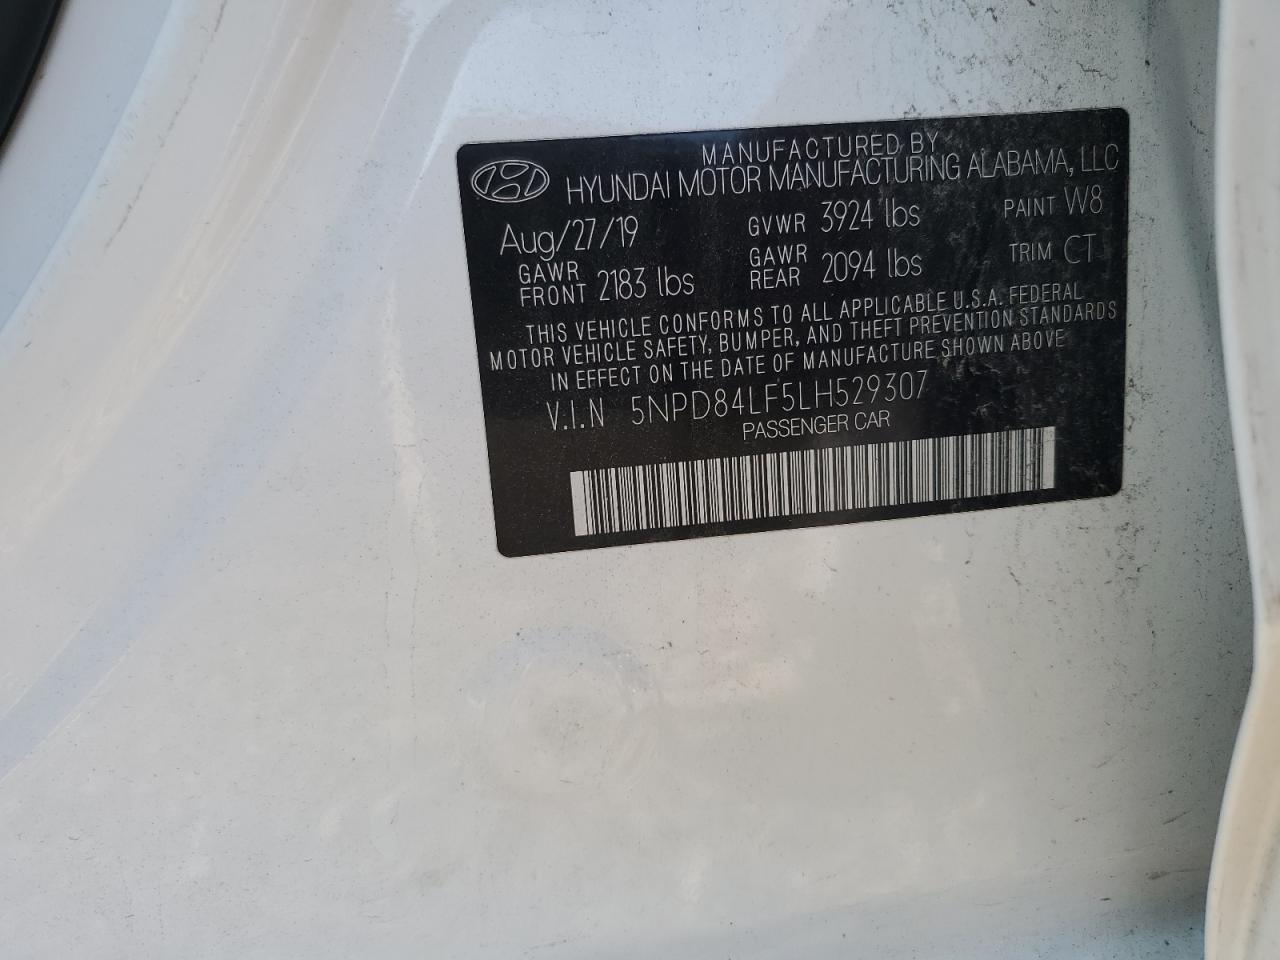 MANUFACTURED BY
HYUNDAI MOTOR MANUFACTURING ALABAMA, LLC
Aug/27/19 GVWR 3924 lbs PAINT W8
GAWR FRONT 2183 lbs GAWR REAR 2094 lbs TRIM CT
THIS VEHICLE CONFORMS TO ALL APPLICABLE U.S.A. FEDERAL
MOTOR VEHICLE SAFETY, BUMPER, AND THEFT PREVENTION STANDARDS
IN EFFECT ON THE DATE OF MANUFACTURE SHOWN ABOVE
V.I.N 5NPD84LF5LH529307
PASSENGER CAR